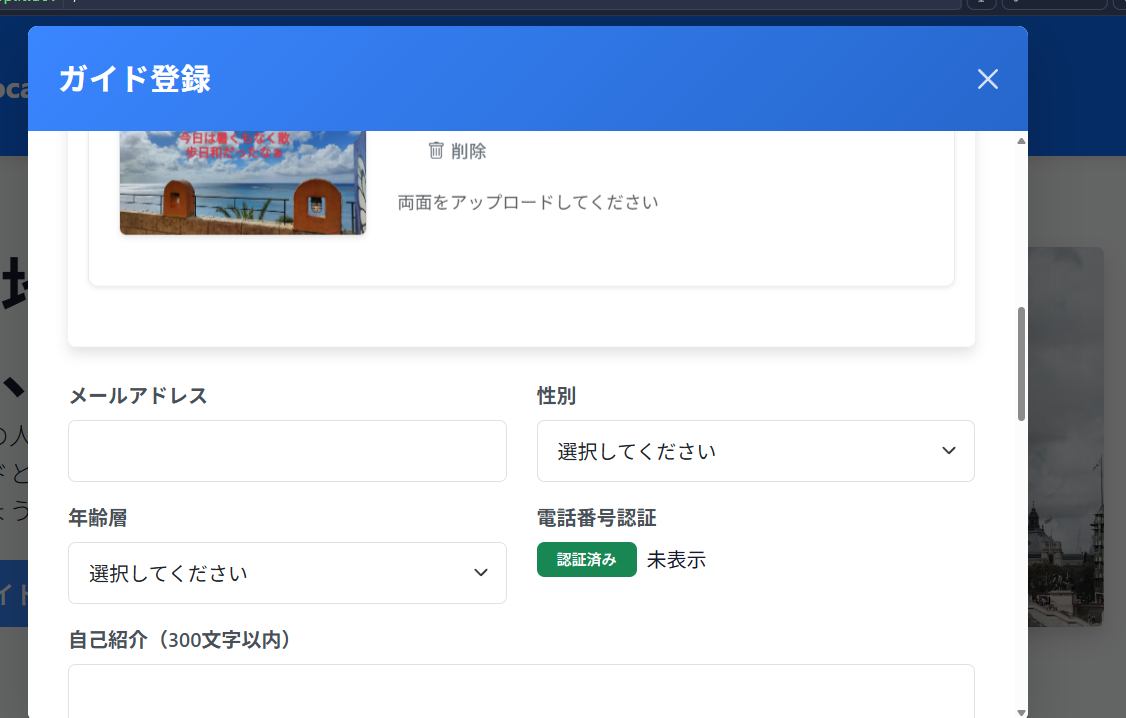 ガイド登録
今日は暑くもなく散
歩日和だったなぁ
削除
両面をアップロードしてください
メールアドレス
性別
選択してください
年齢層
電話番号認証
選択してください
認証済み 未表示
自己紹介（300文字以内）